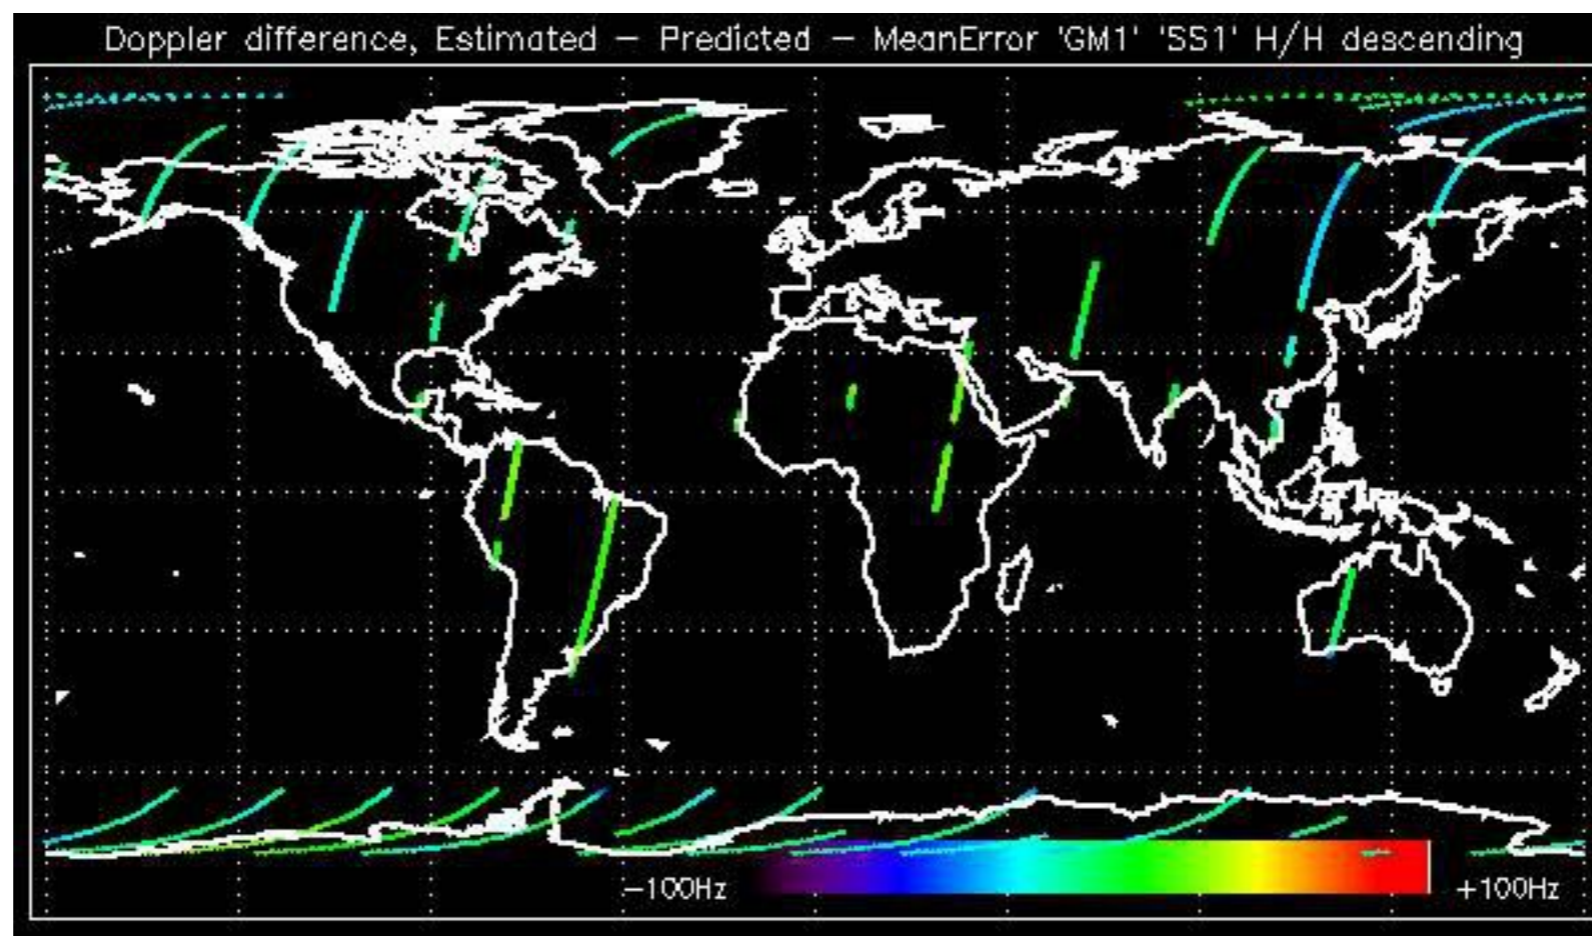 Doppler difference, Estimated – Predicted – MeanError 'GM1' 'SS1' H/H descending
–100Hz
+100Hz